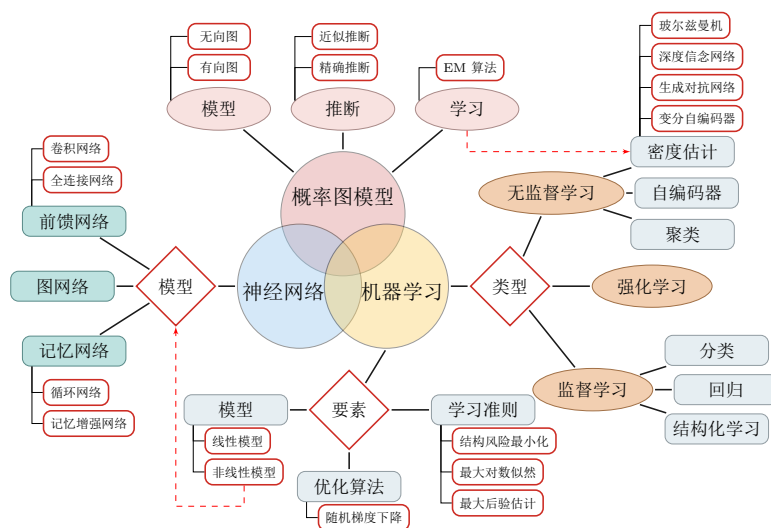 无向图
有向图
模型
近似推断
精确推断
推断
EM 算法
学习
玻尔兹曼机
深度信念网络
生成对抗网络
变分自编码器
密度估计
无监督学习
自编码器
聚类
卷积网络
全连接网络
前馈网络
图网络
记忆网络
循环网络
记忆增强网络
模型
概率图模型
神经网络
机器学习
类型
强化学习
监督学习
分类
回归
结构化学习
要素
模型
线性模型
非线性模型
优化算法
随机梯度下降
学习准则
结构风险最小化
最大对数似然
最大后验估计